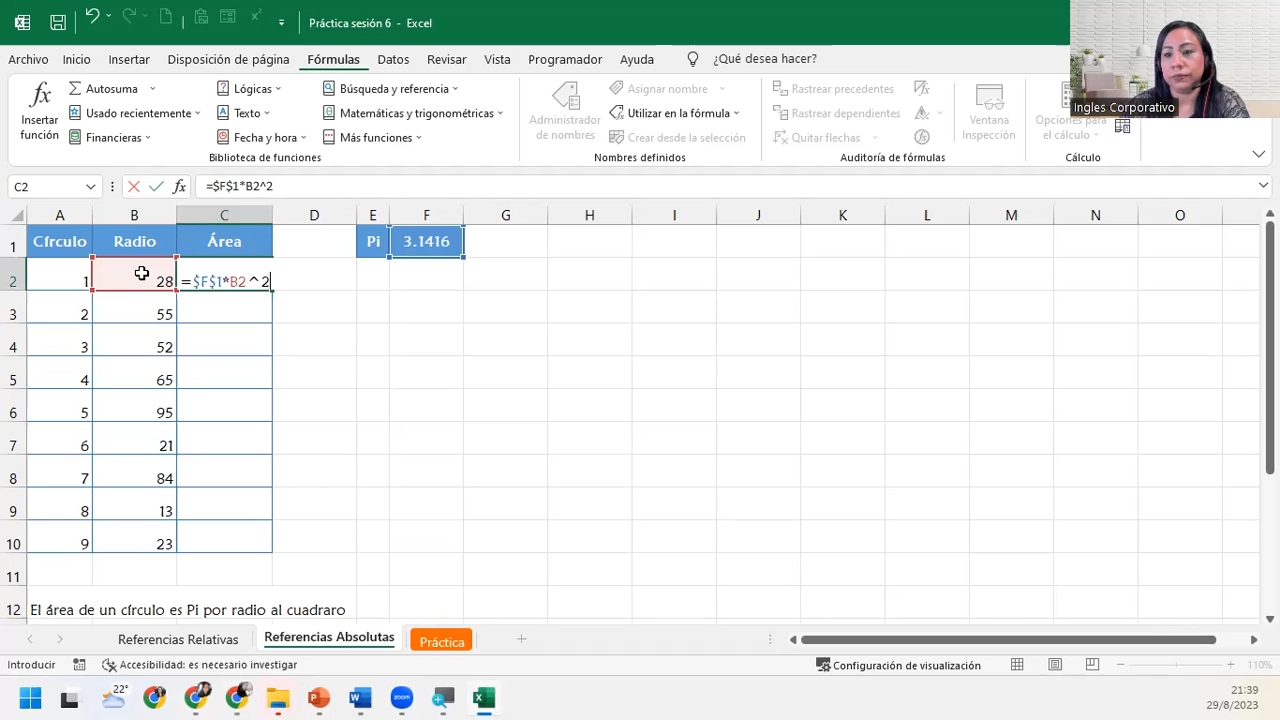 Práctica sesión 6 - Excel
Archivo Inicio Insertar Disposición de página Fórmulas Datos Revisar Vista Programador Ayuda ¿Qué desea hacer?
Ingles Corporativo
fx Insertar función
Autosuma
Usado recientemente
Financieras
Lógicas
Texto
Fecha y hora
Búsqueda y referencia
Matemáticas y trigonométricas
Más funciones
Biblioteca de funciones
Administrador de nombres
Asignar nombre
Utilizar en la fórmula
Crear desde la selección
Nombres definidos
Rastrear precedentes
Rastrear dependientes
Quitar flechas
Auditoría de fórmulas
Ventana Inspección
Opciones para el cálculo
Cálculo
C2 fx =$F$1*B2^2
A B C D E F G H I J K L M N O
1 Círculo Radio Área Pi 3.1416
2 1 28 =$F$1*B2^2
3 2 55
4 3 52
5 4 65
6 5 95
7 6 21
8 7 84
9 8 13
10 9 23
11
12 El área de un círculo es Pi por radio al cuadraro
Referencias Relativas Referencias Absolutas Práctica
Introducir Accesibilidad: es necesario investigar Configuración de visualización 110%
22° zoom 21:39
29/8/2023